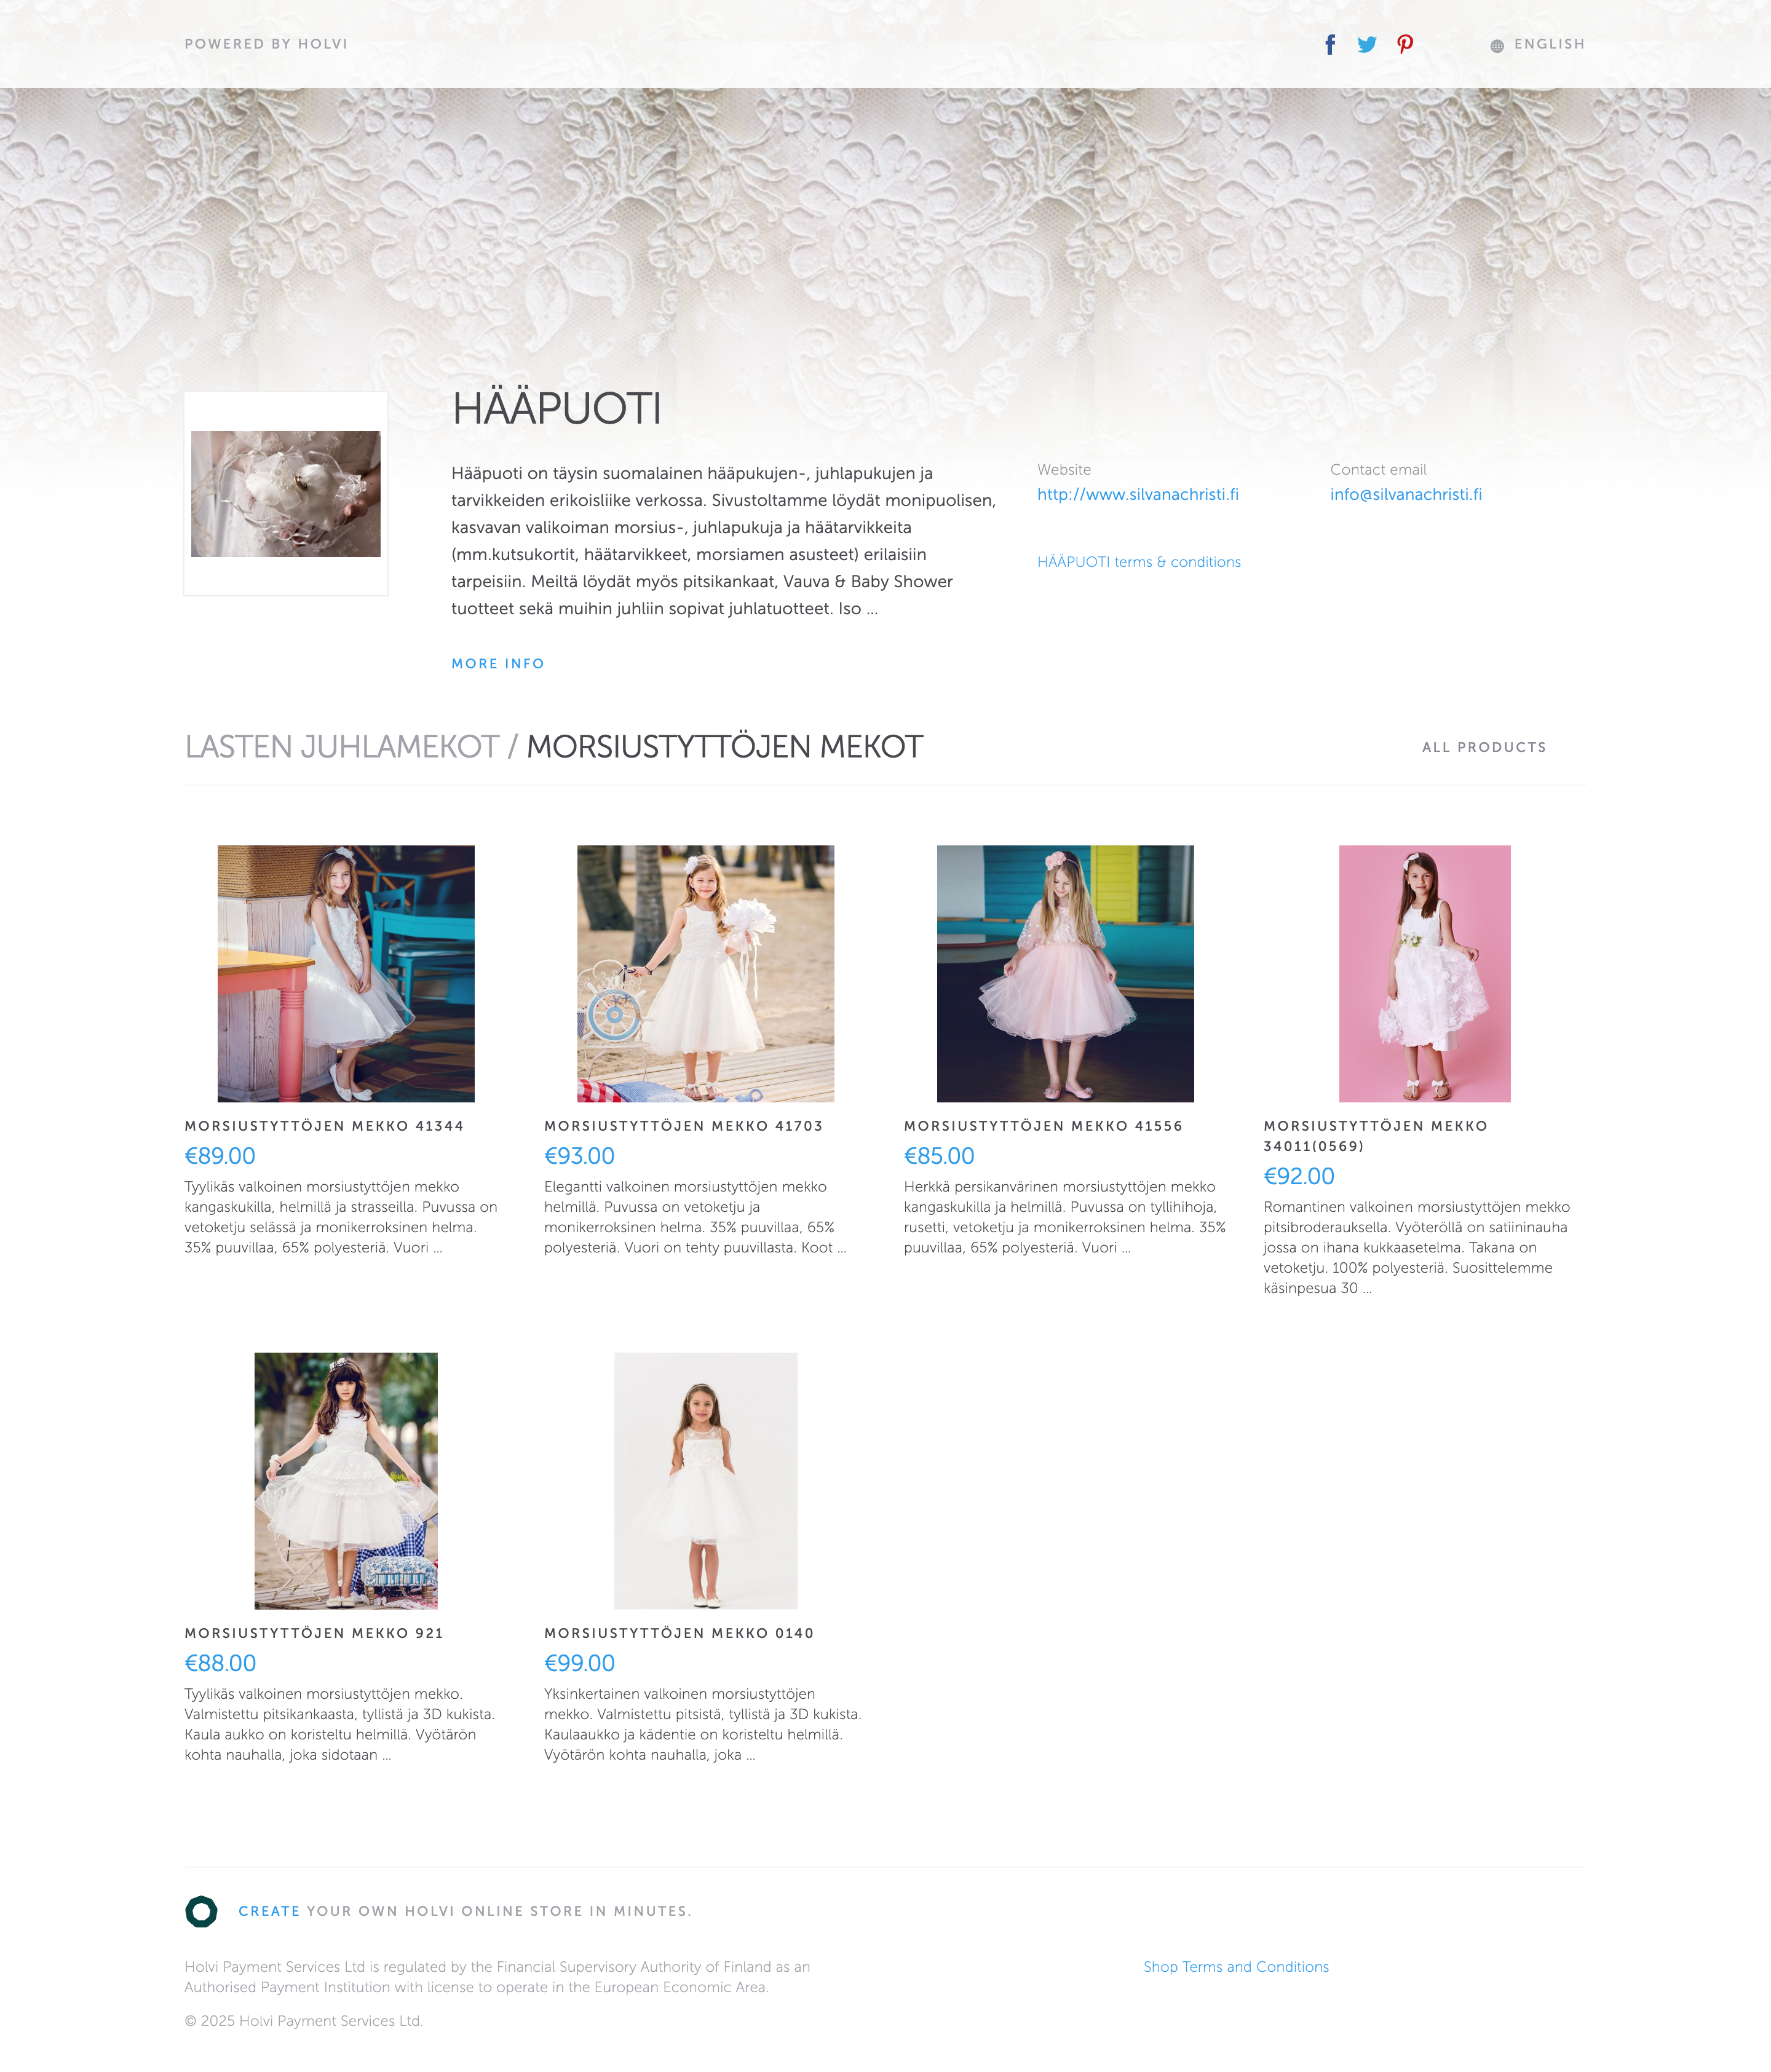 POWERED BY HOLVI
ENGLISH
HÄÄPUOTI
Hääpuoti on täysin suomalainen hääpukujen-, juhlapukujen ja
tarvikkeiden erikoisliike verkossa. Sivustoltamme löydät monipuolisen,
kasvavan valikoiman morsius-, juhlapukuja ja häätarvikkeita
(mm.kutsukortit, häätarvikkeet, morsiamen asusteet) erilaisiin
tarpeisiin. Meiltä löydät myös pitsikankaat, Vauva & Baby Shower
tuotteet sekä muihin juhliin sopivat juhlatuotteet. Iso ...
MORE INFO
Website
http://www.silvanachristi.fi
Contact email
info@silvanachristi.fi
HÄÄPUOTI terms & conditions
LASTEN JUHLAMEKOT / MORSIUSTYTTÖJEN MEKOT
ALL PRODUCTS
MORSIUSTYTTÖJEN MEKKO 41344
€89.00
Tyylikäs valkoinen morsiustyttöjen mekko
kangaskukilla, helmillä ja strasseilla. Puvussa on
vetoketju selässä ja monikerroksinen helma.
35% puuvillaa, 65% polyesteriä. Vuori ...
MORSIUSTYTTÖJEN MEKKO 41703
€93.00
Elegantti valkoinen morsiustyttöjen mekko
helmillä. Puvussa on vetoketju ja
monikerroksinen helma. 35% puuvillaa, 65%
polyesteriä. Vuori on tehty puuvillasta. Koot ...
MORSIUSTYTTÖJEN MEKKO 41556
€85.00
Herkkä persikanvärinen morsiustyttöjen mekko
kangaskukilla ja helmillä. Puvussa on tyllihihoja,
rusetti, vetoketju ja monikerroksinen helma. 35%
puuvillaa, 65% polyesteriä. Vuori ...
MORSIUSTYTTÖJEN MEKKO
34011(0569)
€92.00
Romantinen valkoinen morsiustyttöjen mekko
pitsibroderauksella. Vyöteröllä on satiininauha
jossa on ihana kukkaasetelma. Takana on
vetoketju. 100% polyesteriä. Suosittelemme
käsinpesua 30 ...
MORSIUSTYTTÖJEN MEKKO 921
€88.00
Tyylikäs valkoinen morsiustyttöjen mekko.
Valmistettu pitsikankaasta, tyllistä ja 3D kukista.
Kaula aukko on koristeltu helmillä. Vyötärön
kohta nauhalla, joka sidotaan ...
MORSIUSTYTTÖJEN MEKKO 0140
€99.00
Yksinkertainen valkoinen morsiustyttöjen
mekko. Valmistettu pitsistä, tyllistä ja 3D kukista.
Kaulaaukko ja kädentie on koristeltu helmillä.
Vyötärön kohta nauhalla, joka ...
CREATE YOUR OWN HOLVI ONLINE STORE IN MINUTES.
Holvi Payment Services Ltd is regulated by the Financial Supervisory Authority of Finland as an
Authorised Payment Institution with license to operate in the European Economic Area.
Shop Terms and Conditions
© 2025 Holvi Payment Services Ltd.